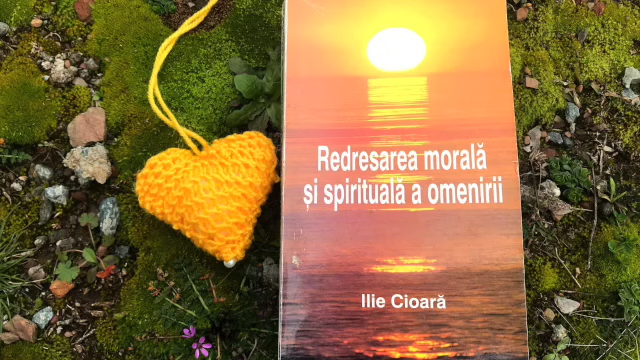 Redresarea morală
și spirituală a omenirii
Ilie Cioară